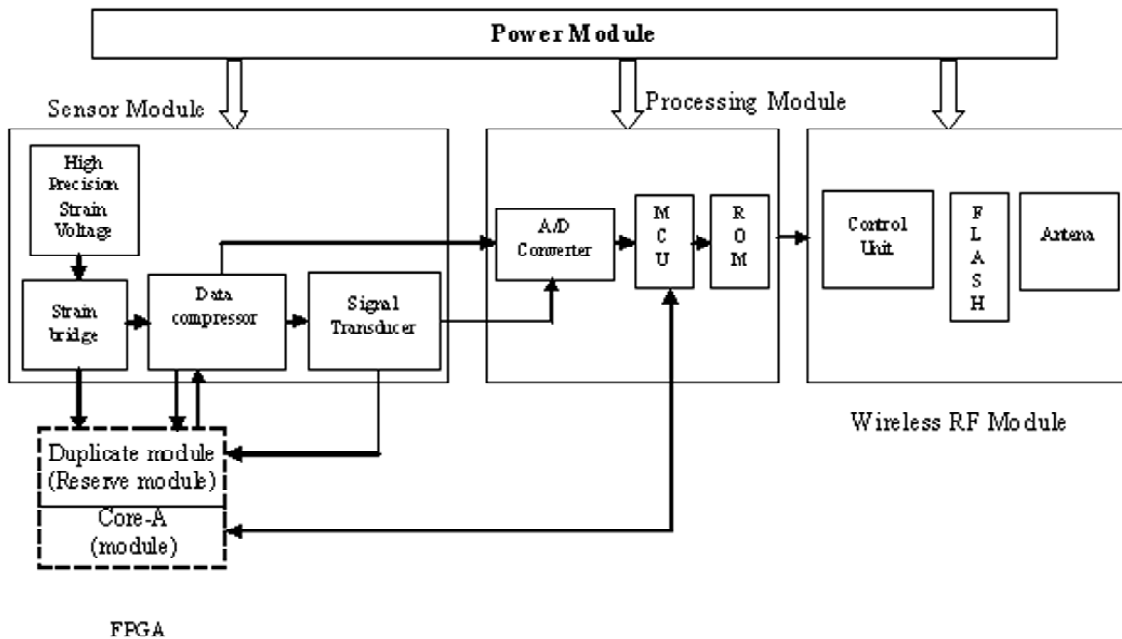 Power Module
Sensor Module
Processing Module
High
Precision
Strain
Voltage
Strain
bridge
Data
compressor
Signal
Transducer
A/D
Converter
M
C
U
R
O
M
Control
Unit
F
L
A
S
H
Antena
Wireless RF Module
Duplicate module
(Reserve module)
Core-A
(module)
FPGA